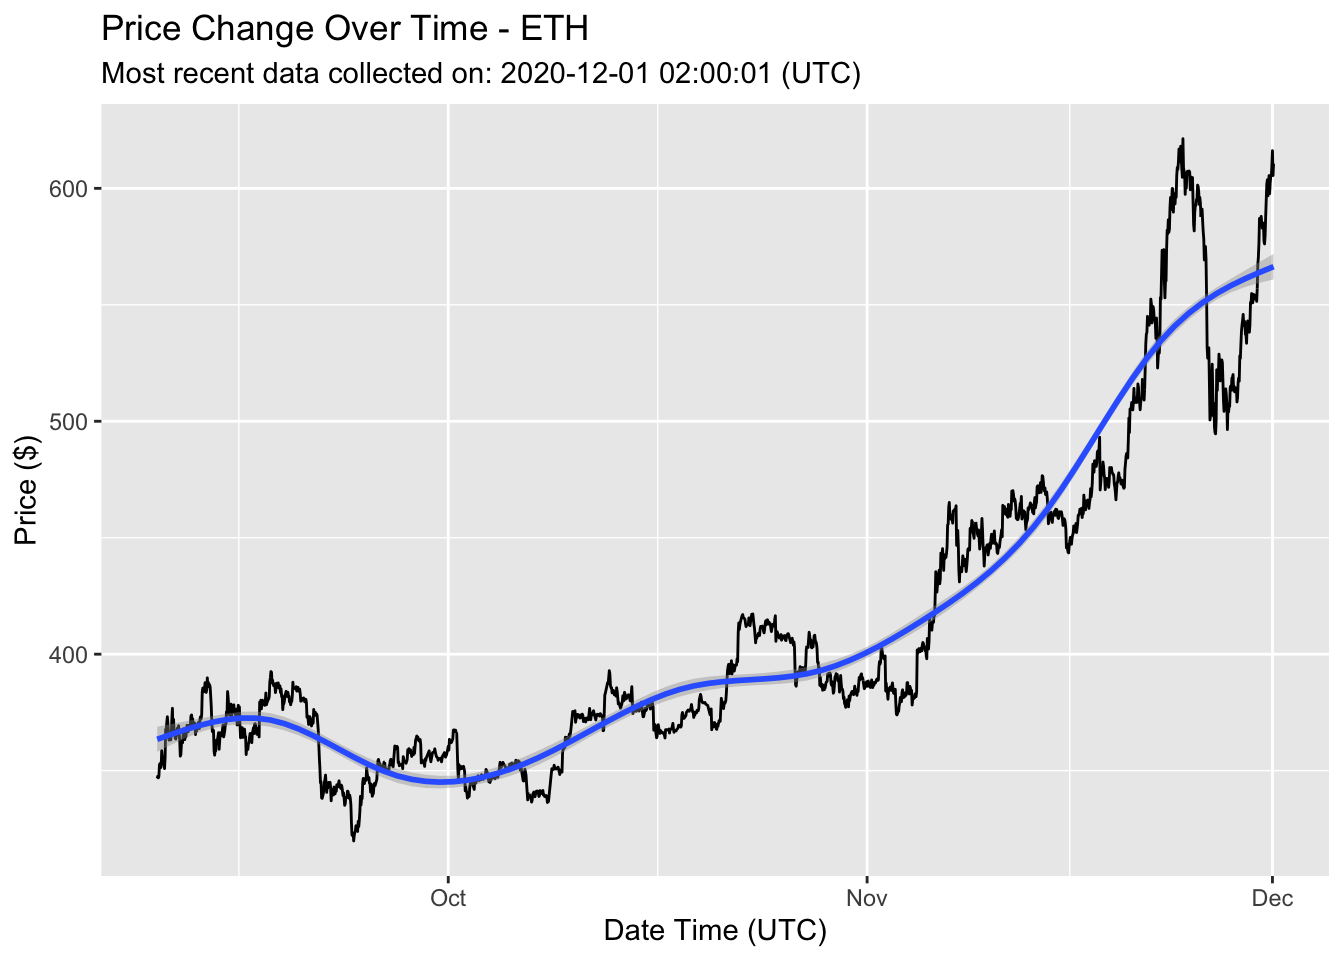 Price Change Over Time - ETH
Most recent data collected on: 2020-12-01 02:00:01 (UTC)
600
500
400
Price ($)
Oct
Nov
Dec
Date Time (UTC)